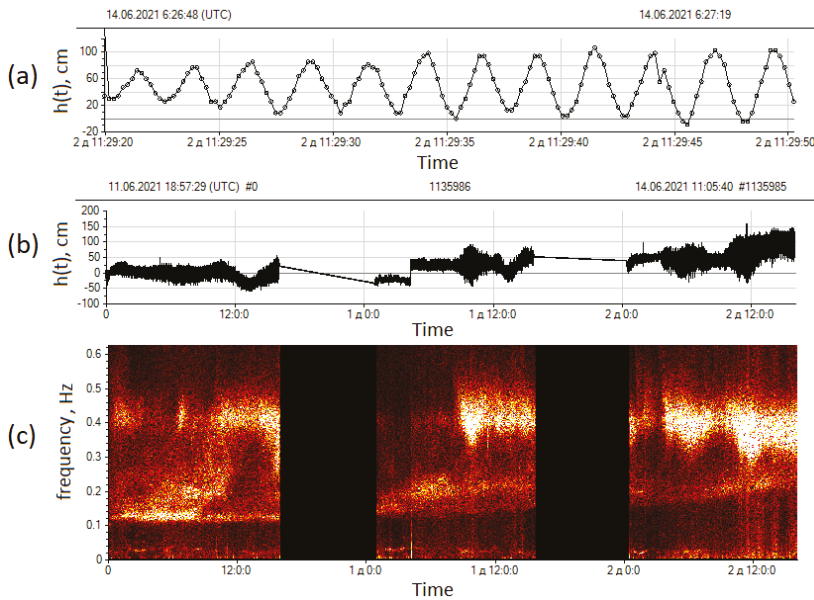 14.06.2021 6:26:48 (UTC) 14.06.2021 6:27:19
(a)
h(t), cm
100
60
20
-20
2 д 11:29:20 2 д 11:29:25 2 д 11:29:30 2 д 11:29:35 2 д 11:29:40 2 д 11:29:45 2 д 11:29:50
Time
11.06.2021 18:57:29 (UTC) #0 1135986 14.06.2021 11:05:40 #1135985
(b)
h(t), cm
200
150
100
50
0
-50
-100
0 12:0:0 1 д 0:0 1 д 12:0:0 2 д 0:0 2 д 12:0:0
Time
(c)
frequency, Hz
0.6
0.5
0.4
0.3
0.2
0.1
0
0 12:0:0 1 д 0:0 1 д 12:0:0 2 д 0:0 2 д 12:0:0
Time